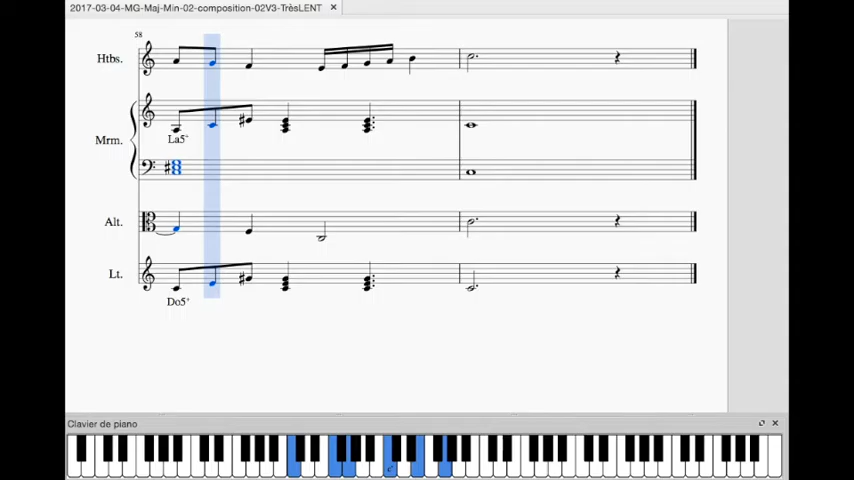 2017-03-04-MG-Maj-Min-02-composition-02V3-TrèsLENT ×
58
Htbs.
Mrm.
La5⁺
Alt.
Lt.
Do5⁺
Clavier de piano
c'